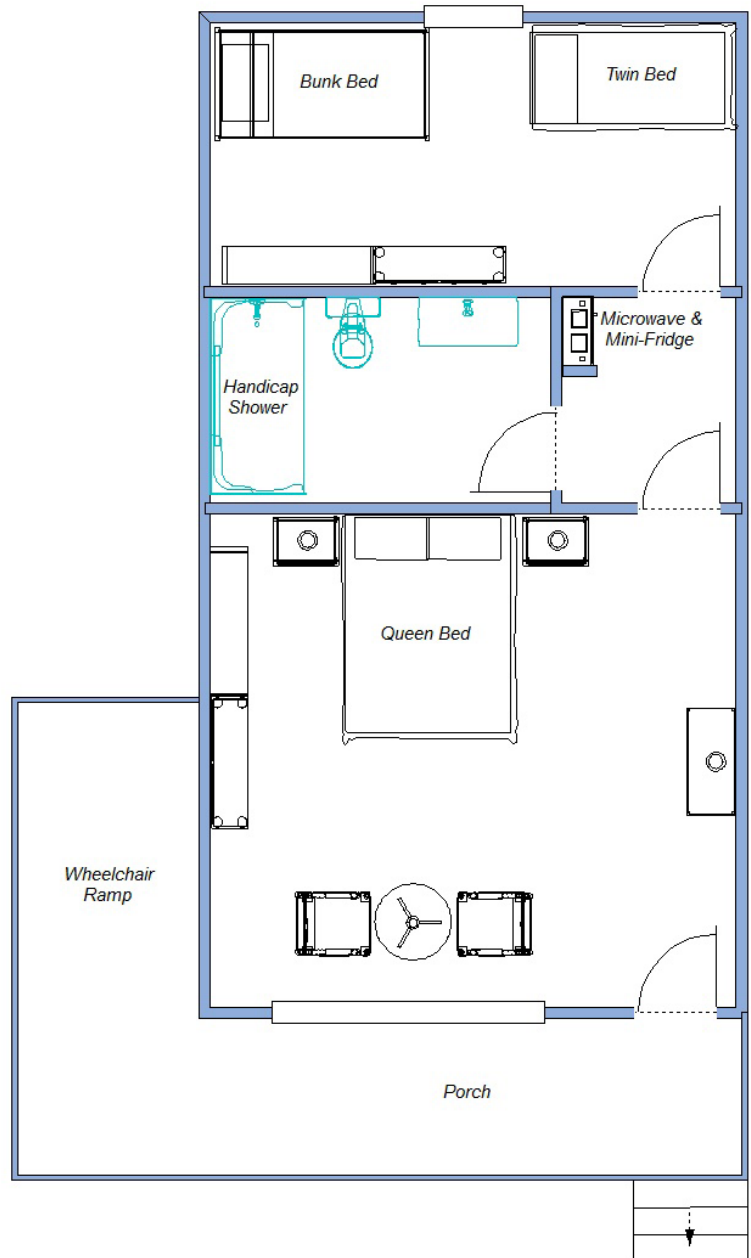 Bunk Bed
Twin Bed
Microwave &
Mini-Fridge
Handicap
Shower
Queen Bed
Wheelchair
Ramp
Porch